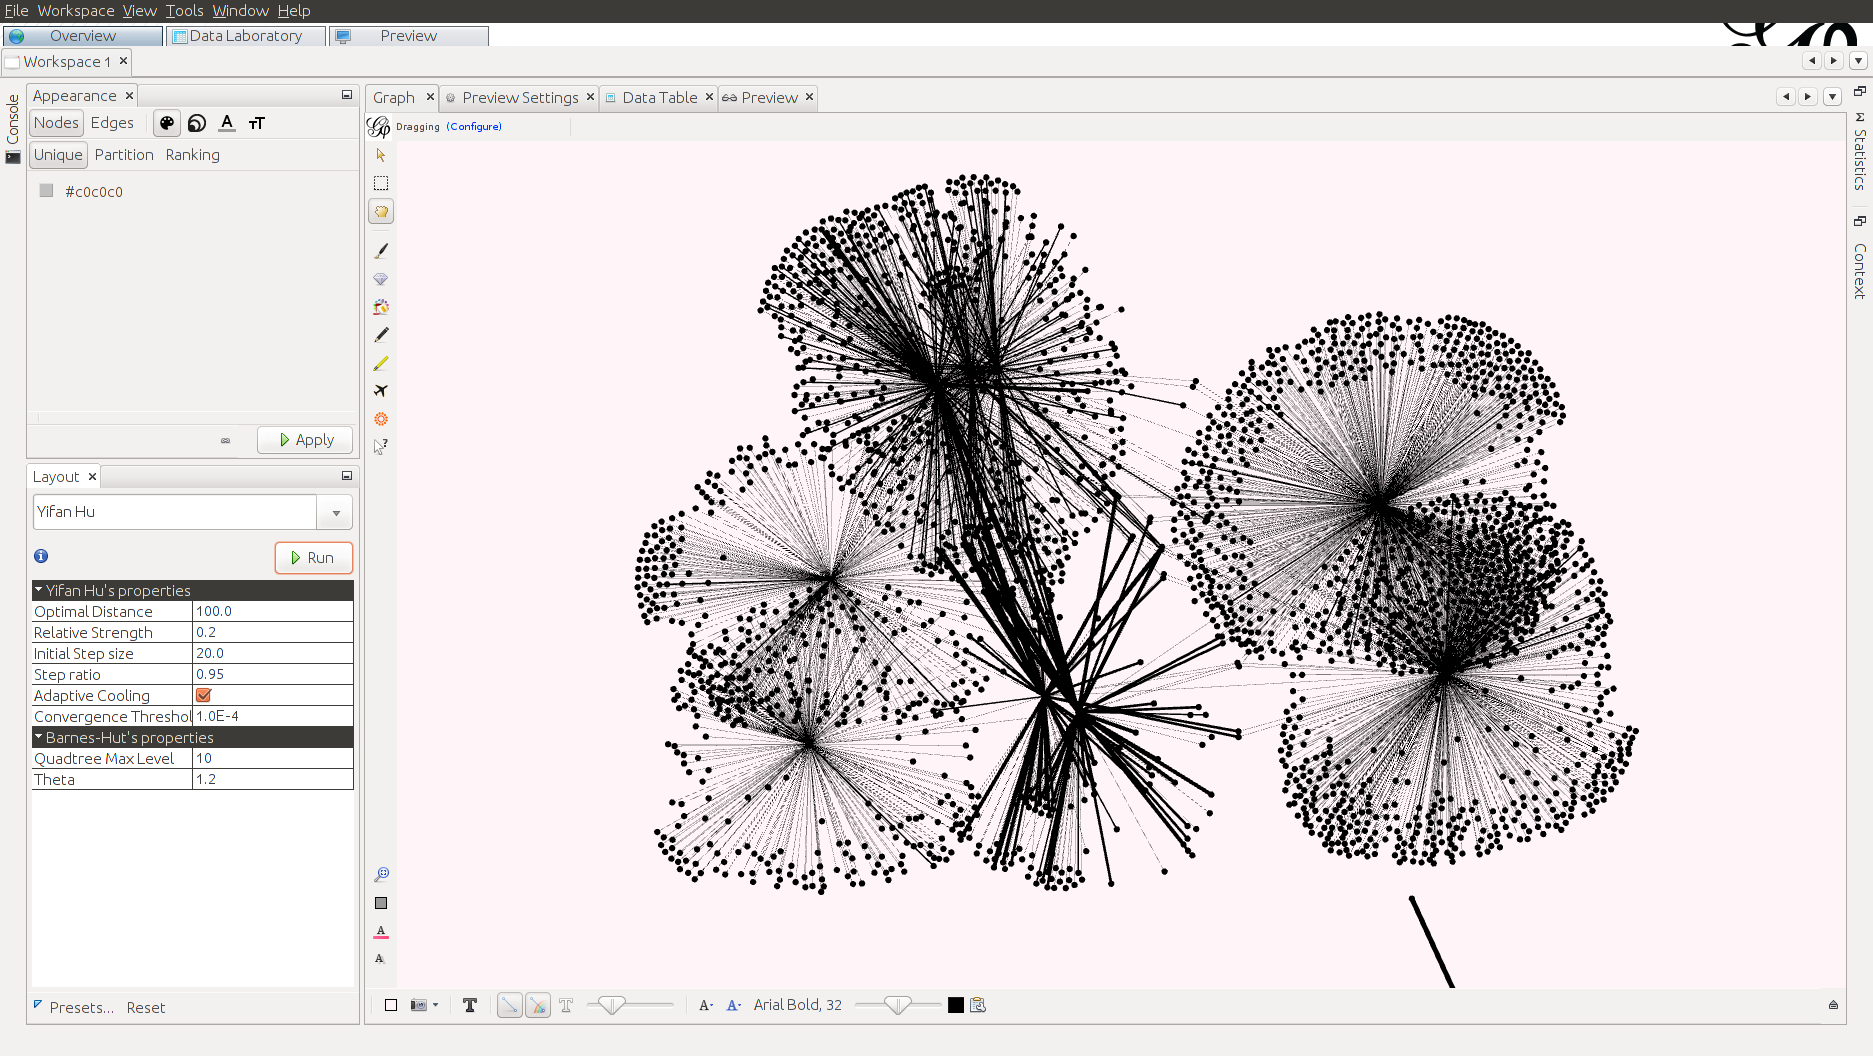 File Workspace View Tools Window Help
Overview Data Laboratory Preview
Workspace 1
Console
Appearance
Nodes Edges
Unique Partition Ranking
#c0c0c0
Apply
Layout
Yifan Hu
Run
Yifan Hu's properties
Optimal Distance 100.0
Relative Strength 0.2
Initial Step size 20.0
Step ratio 0.95
Adaptive Cooling
Convergence Threshol 1.0E-4
Barnes-Hut's properties
Quadtree Max Level 10
Theta 1.2
Presets... Reset
Graph Preview Settings Data Table Preview
Dragging (Configure)
Arial Bold, 32
Statistics
Context